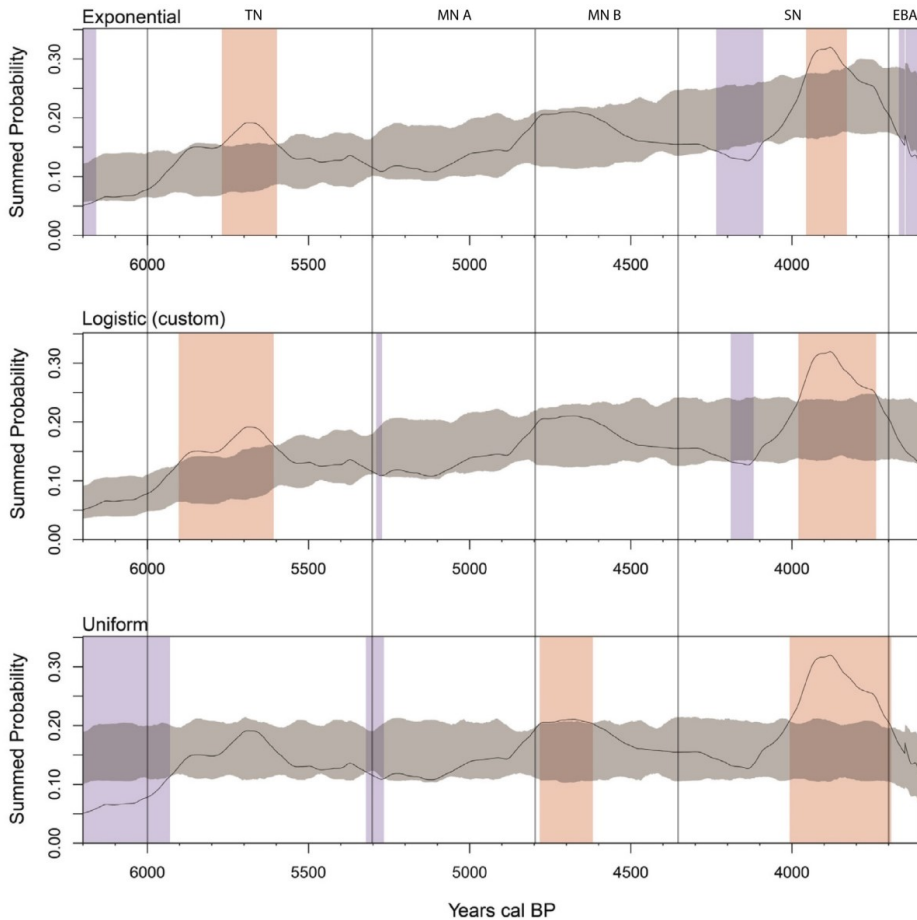 Exponential TN MN A MN B SN EBA
Summed Probability
0.30
0.20
0.10
0.00
6000 5500 5000 4500 4000
Logistic (custom)
Summed Probability
0.30
0.20
0.10
0.00
6000 5500 5000 4500 4000
Uniform
Summed Probability
0.30
0.20
0.10
0.00
6000 5500 5000 4500 4000
Years cal BP